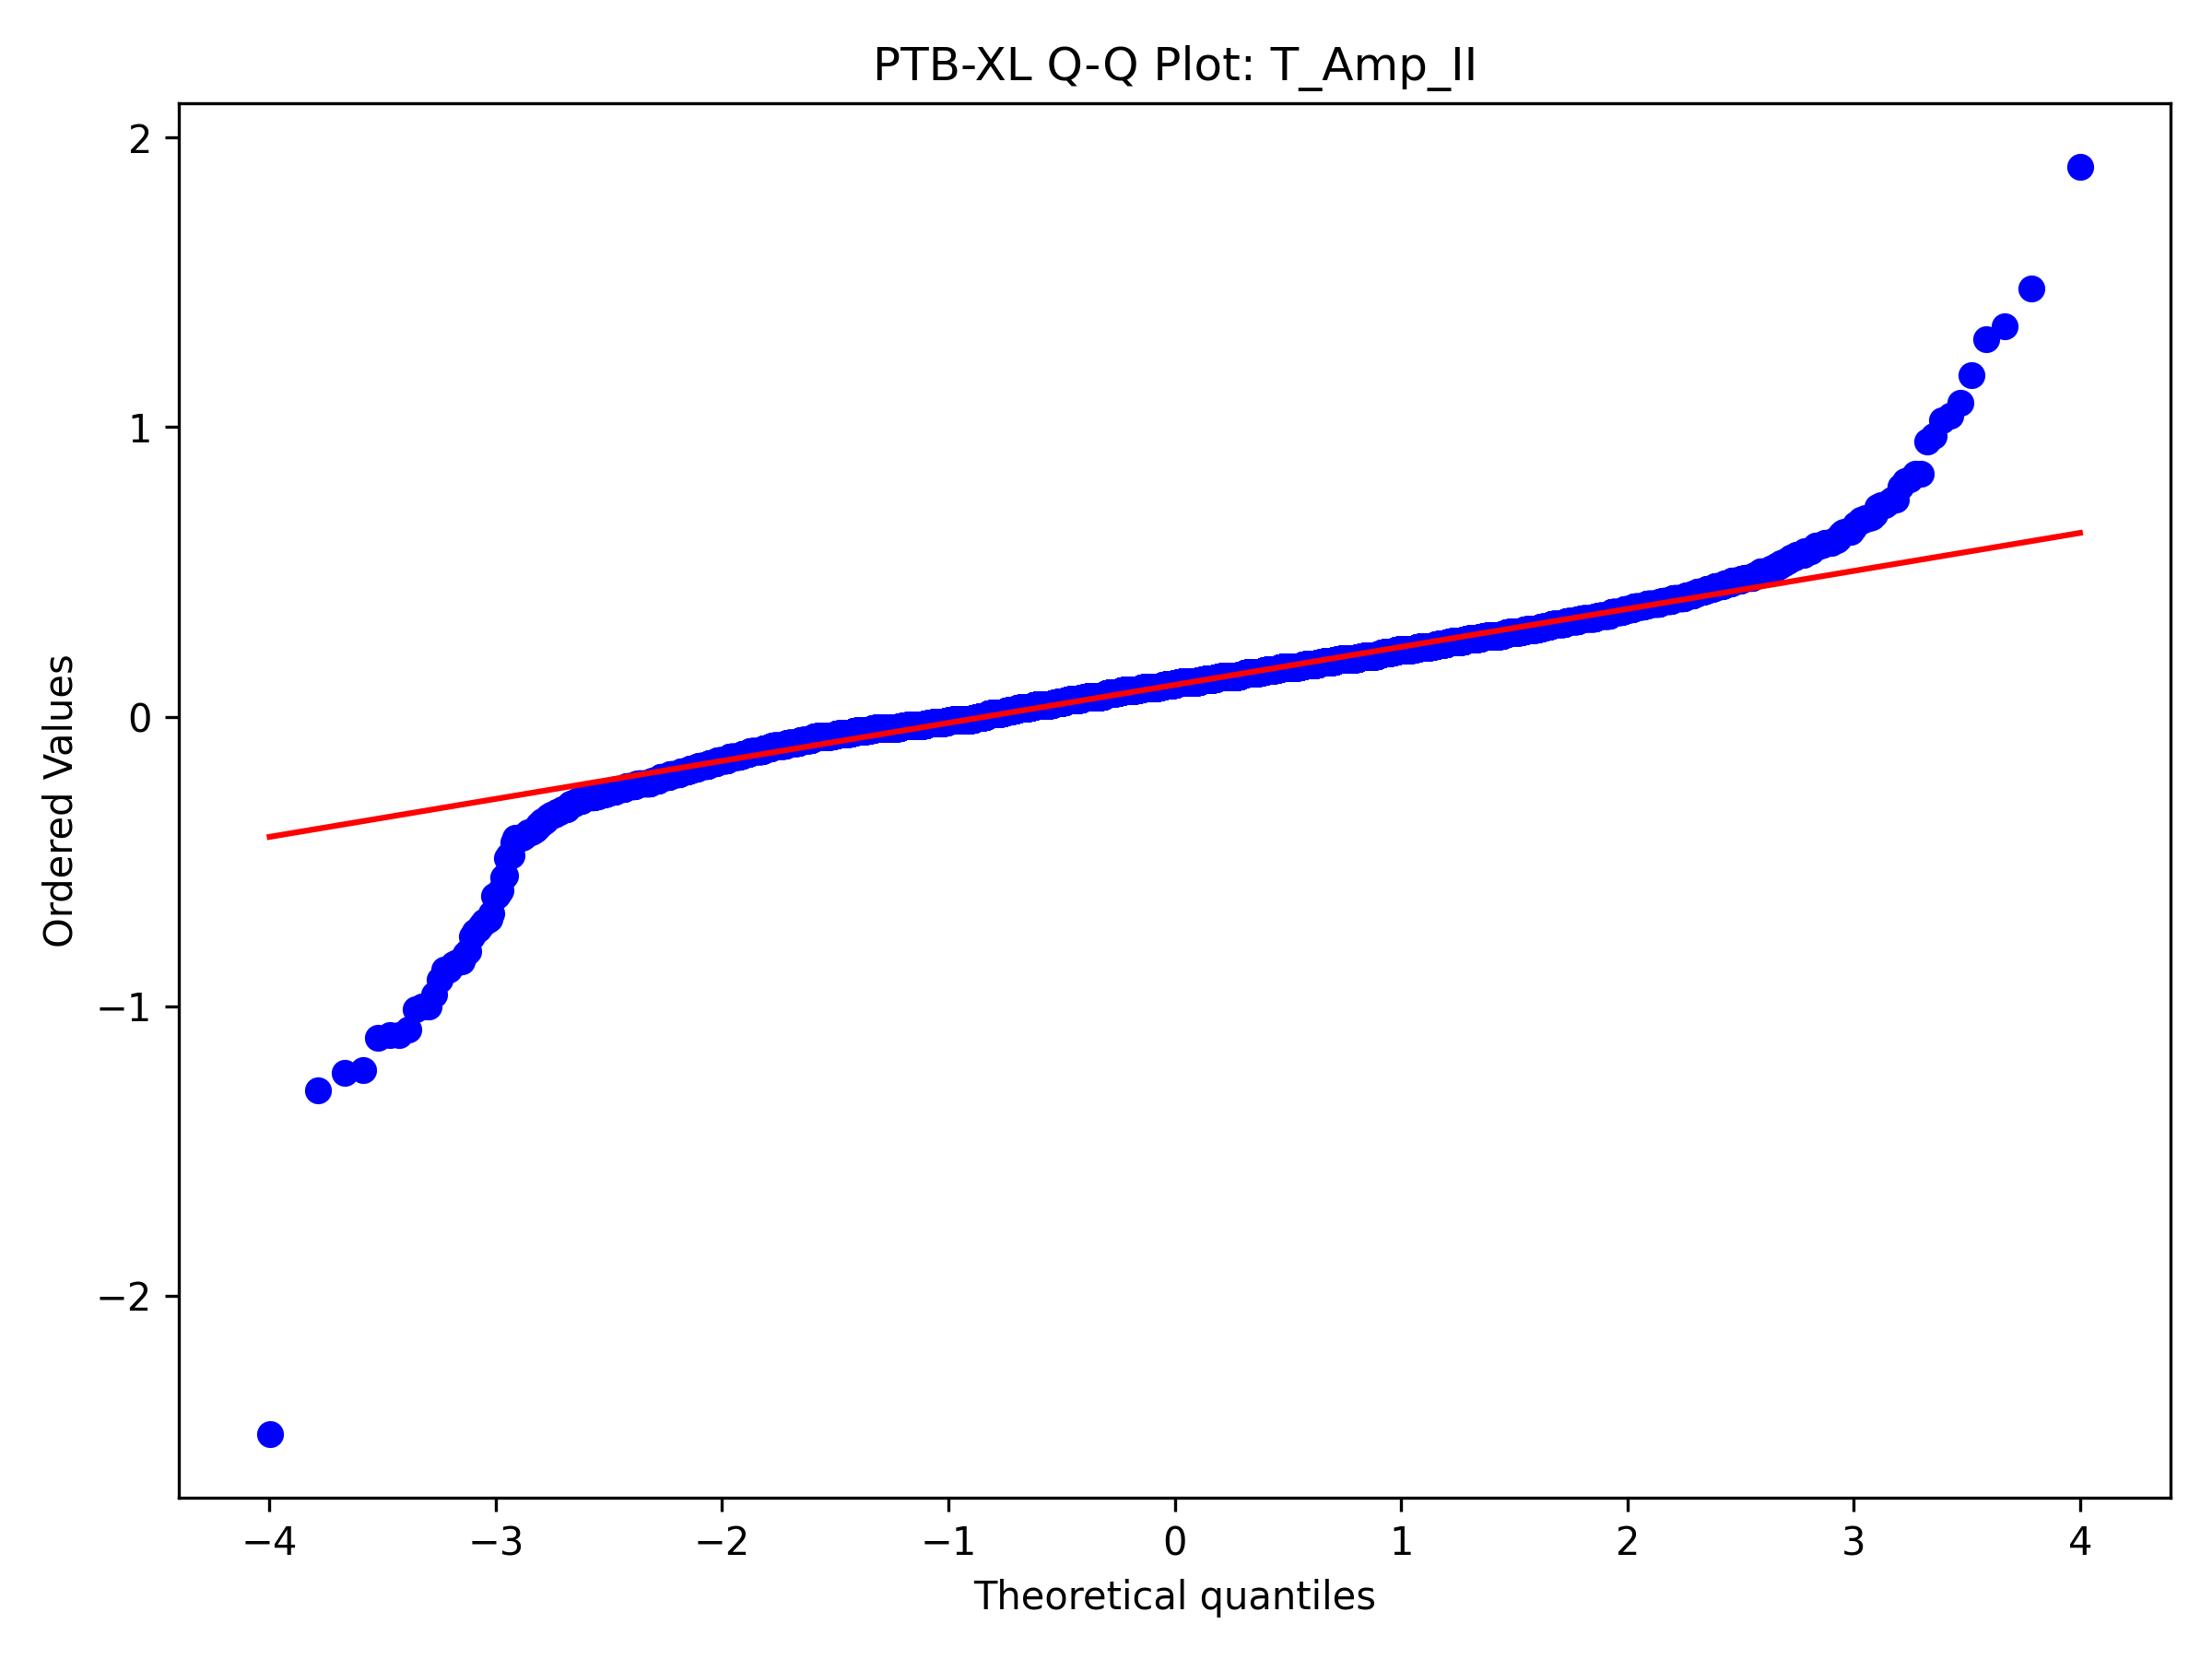 PTB-XL Q-Q Plot: T_Amp_II
2
1
0
−1
−2
Ordered Values
−4 −3 −2 −1 0 1 2 3 4
Theoretical quantiles